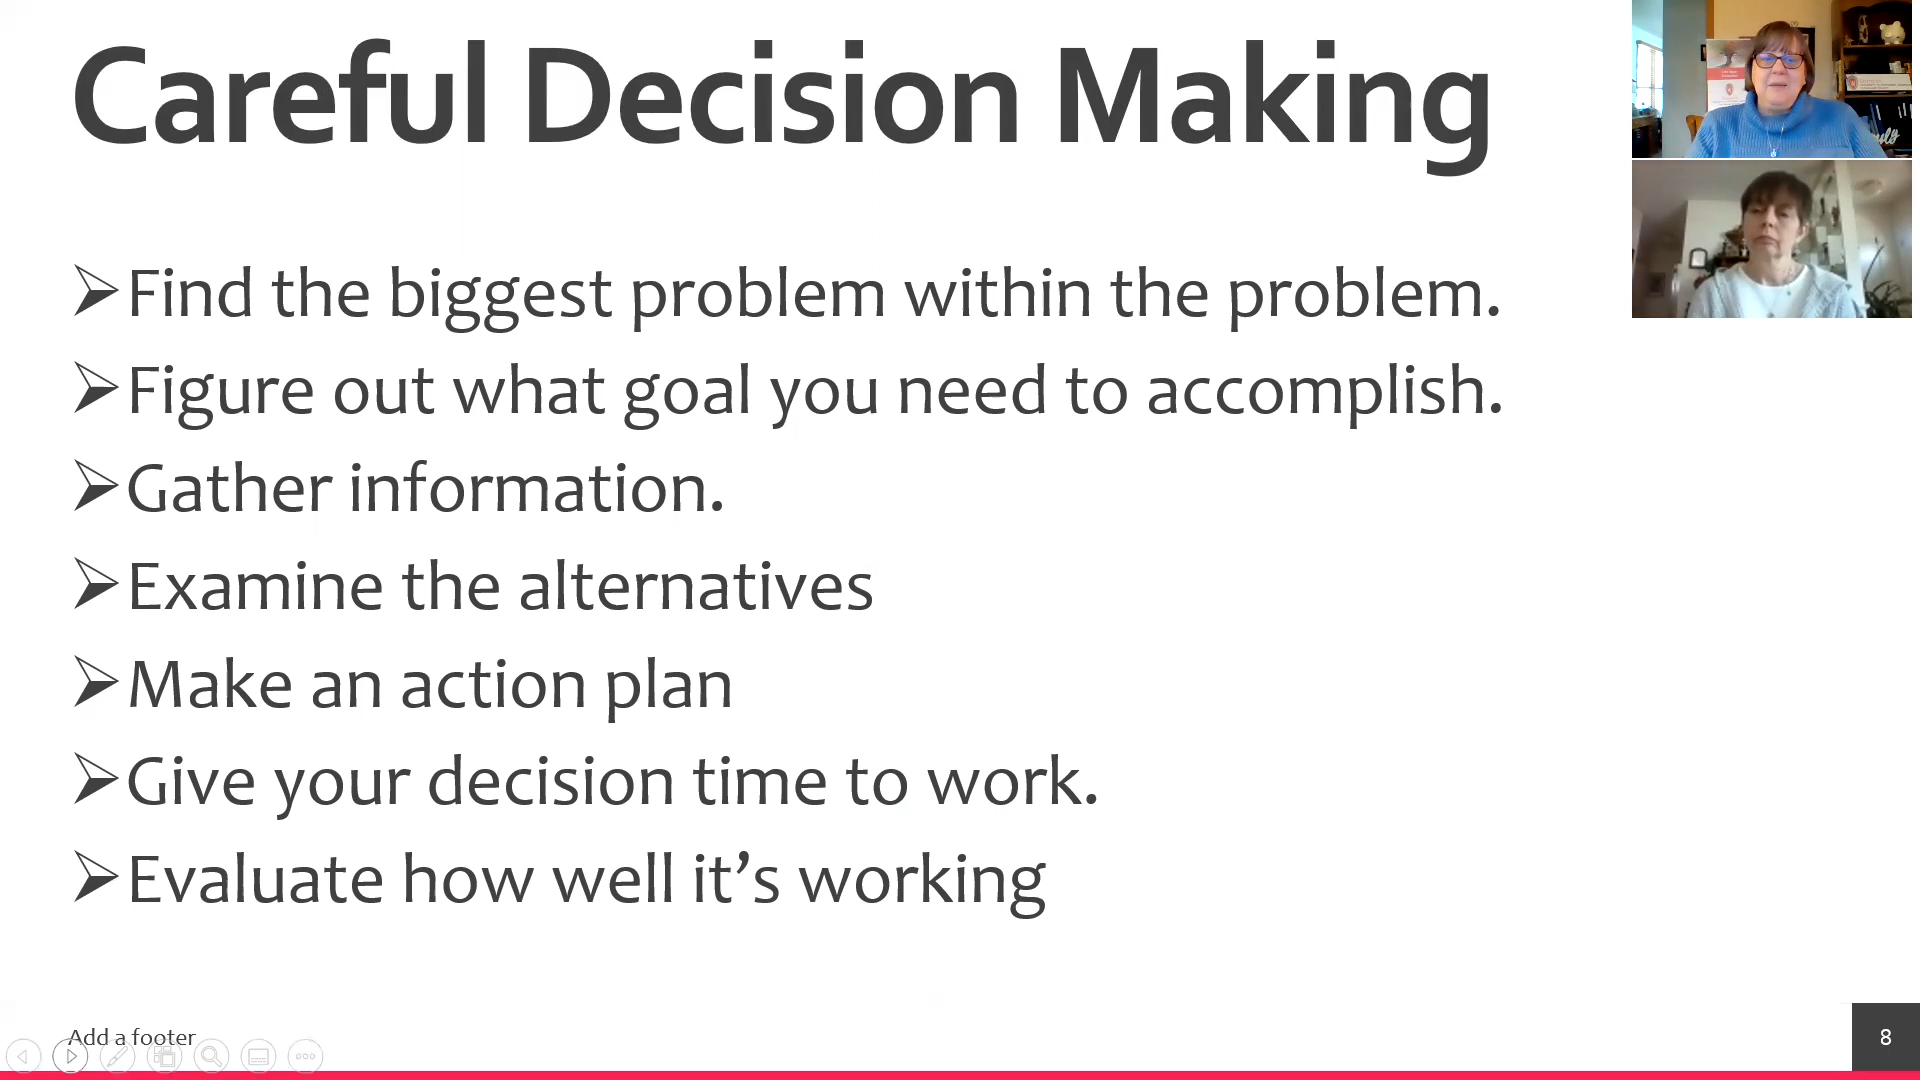 Careful Decision Making
➢Find the biggest problem within the problem.
➢Figure out what goal you need to accomplish.
➢Gather information.
➢Examine the alternatives
➢Make an action plan
➢Give your decision time to work.
➢Evaluate how well it’s working
Add a footer
8